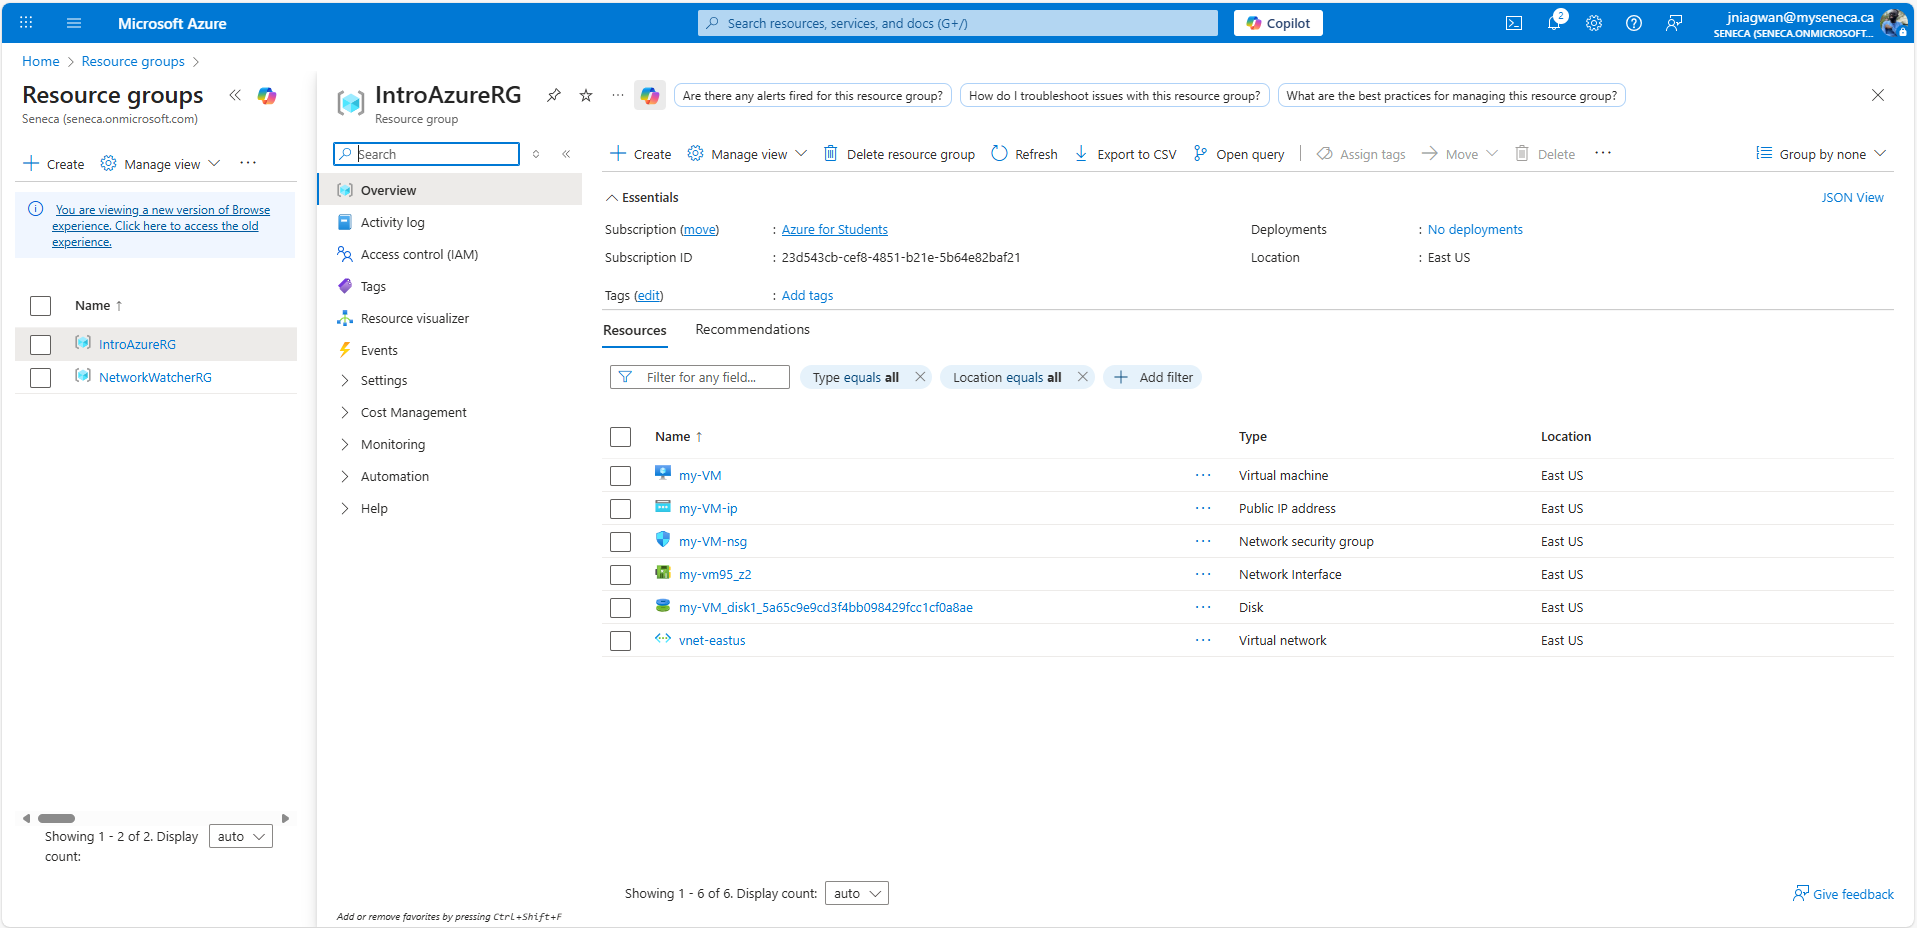 Microsoft Azure
Search resources, services, and docs (G+/)
Copilot
2
jniagwan@myseneca.ca
SENECA (SENECA.ONMICROSOFT...
Home > Resource groups >
Resource groups
Seneca (seneca.onmicrosoft.com)
Create Manage view ...
You are viewing a new version of Browse
experience. Click here to access the old
experience.
Name ↑
IntroAzureRG
NetworkWatcherRG
Showing 1 - 2 of 2. Display
count:
auto
IntroAzureRG
Resource group
Are there any alerts fired for this resource group?
How do I troubleshoot issues with this resource group?
What are the best practices for managing this resource group?
Search
Overview
Activity log
Access control (IAM)
Tags
Resource visualizer
Events
Settings
Cost Management
Monitoring
Automation
Help
Add or remove favorites by pressing Ctrl+Shift+F
Create Manage view Delete resource group Refresh Export to CSV Open query Assign tags Move Delete ... Group by none
Essentials
JSON View
Subscription (move) : Azure for Students
Subscription ID : 23d543cb-cef8-4851-b21e-5b64e82baf21
Deployments : No deployments
Location : East US
Tags (edit) : Add tags
Resources Recommendations
Filter for any field... Type equals all Location equals all Add filter
Name ↑ Type Location
my-VM ... Virtual machine East US
my-VM-ip ... Public IP address East US
my-VM-nsg ... Network security group East US
my-vm95_z2 ... Network Interface East US
my-VM_disk1_5a65c9e9cd3f4bb098429fcc1cf0a8ae ... Disk East US
vnet-eastus ... Virtual network East US
Showing 1 - 6 of 6. Display count: auto
Give feedback